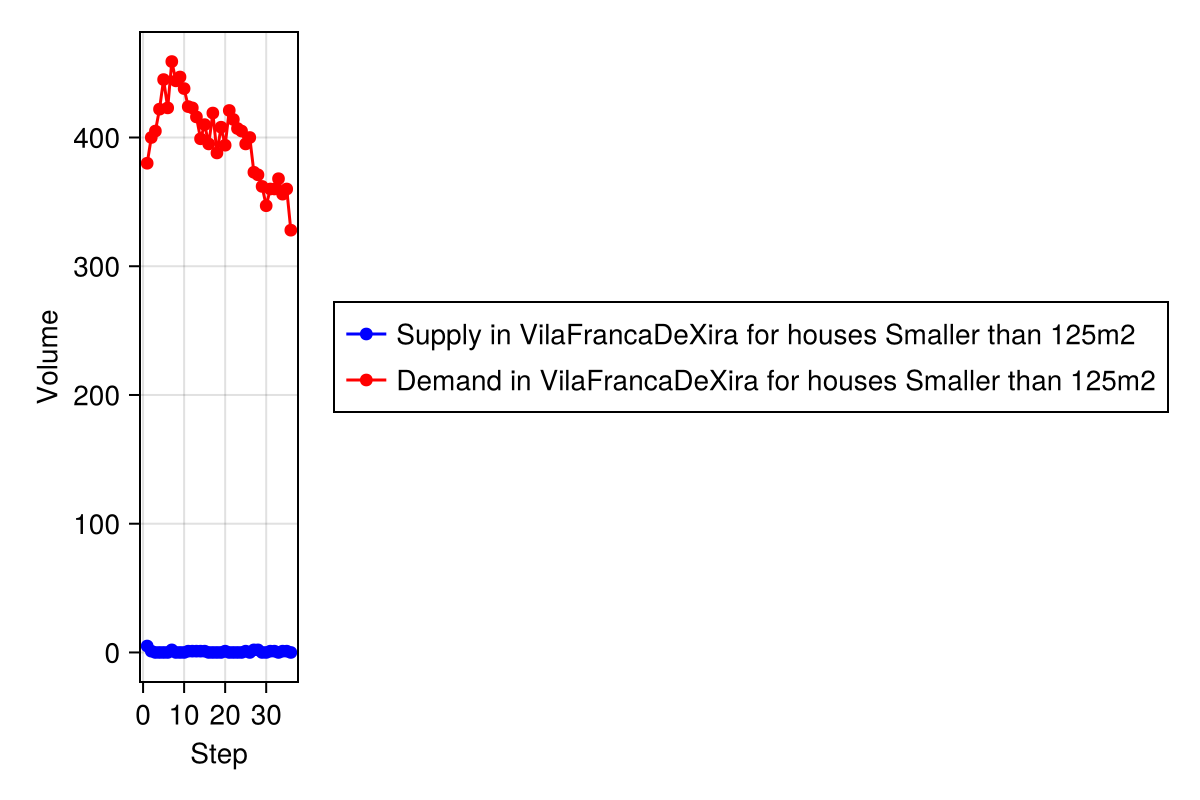 Volume
400
300
200
100
0
0 10 20 30
Step
Supply in VilaFrancaDeXira for houses Smaller than 125m2
Demand in VilaFrancaDeXira for houses Smaller than 125m2